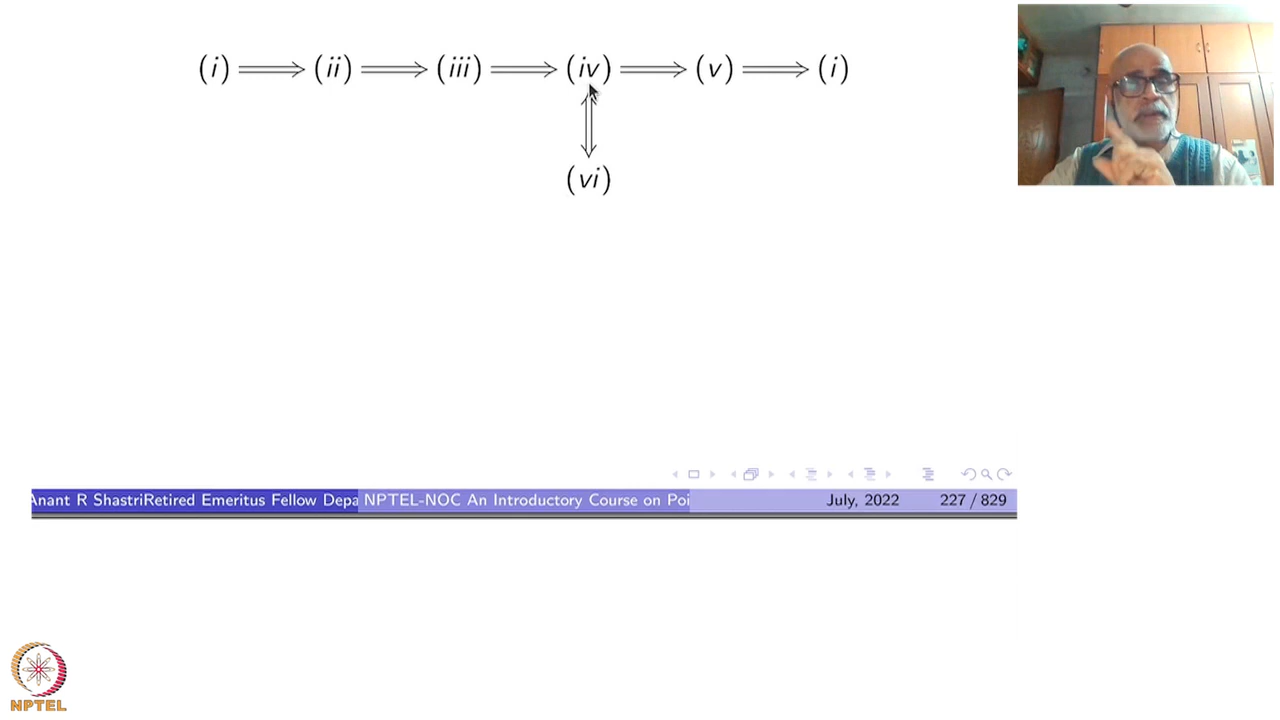 (i) ⟹ (ii) ⟹ (iii) ⟹ (iv) ⟹ (v) ⟹ (i)
(vi)
Anant R ShastriRetired Emeritus Fellow Depa NPTEL-NOC An Introductory Course on Poi July, 2022 227 / 829
NPTEL